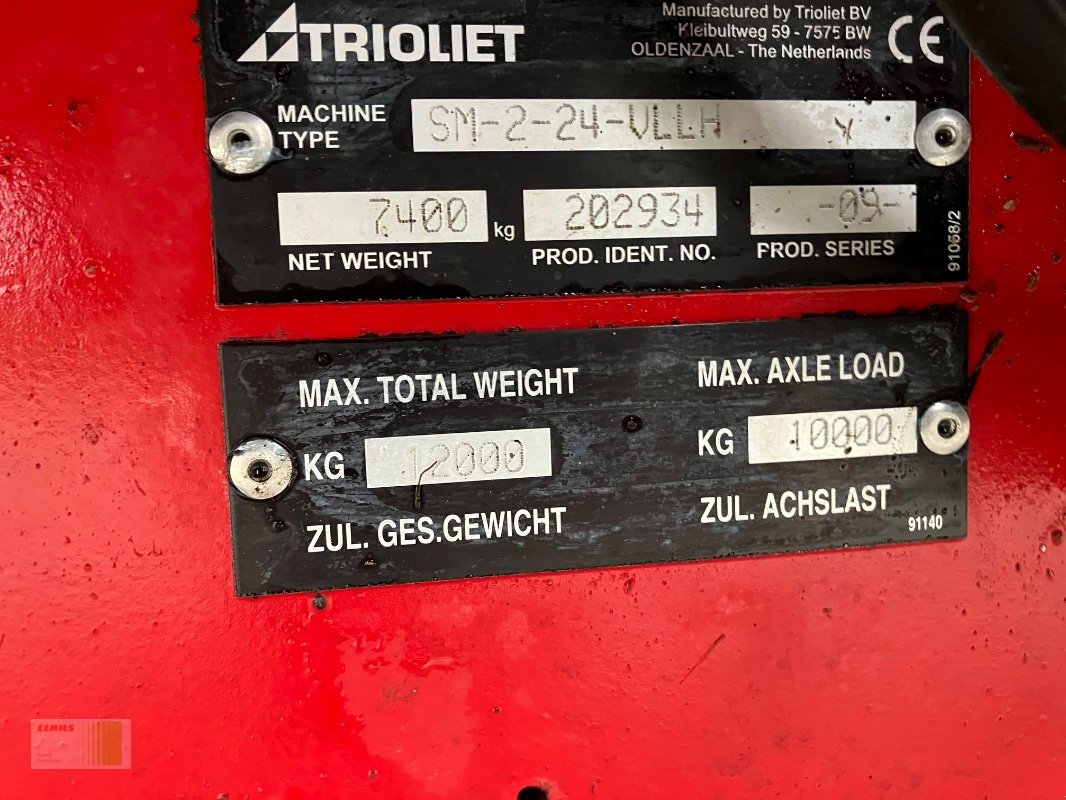 TRIOLIET
Manufactured by Trioliet BV
Kleibultweg 59 - 7575 BW
OLDENZAAL - The Netherlands
CE
MACHINE TYPE SM-2-24-VLLH
7400 kg 202934 -09-
NET WEIGHT PROD. IDENT. NO. PROD. SERIES
91068/2
MAX. TOTAL WEIGHT MAX. AXLE LOAD
KG 12000 KG 10000
ZUL. GES.GEWICHT ZUL. ACHSLAST
91140
CLAAS